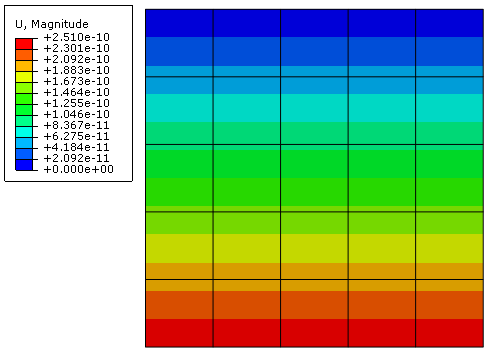 U, Magnitude
+2.510e-10
+2.301e-10
+2.092e-10
+1.883e-10
+1.673e-10
+1.464e-10
+1.255e-10
+1.046e-10
+8.367e-11
+6.275e-11
+4.184e-11
+2.092e-11
+0.000e+00